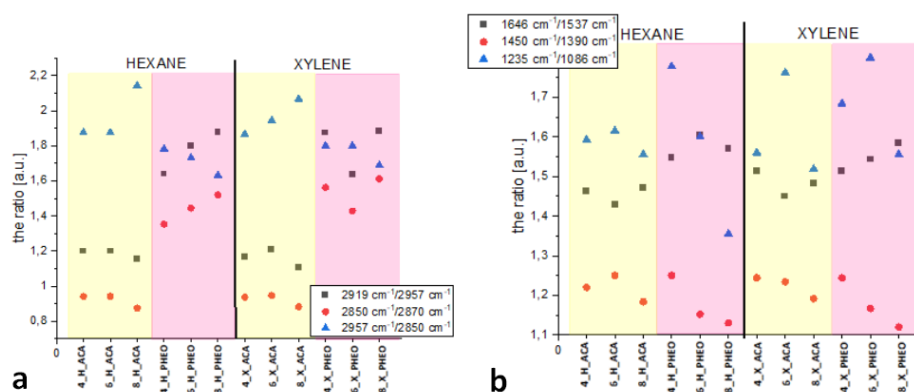 HEXANE
XYLENE
2,2
2
1,8
1,6
1,4
1,2
1
0,8
0
the ratio [a.u.]
2919 cm⁻¹/2957 cm⁻¹
2850 cm⁻¹/2870 cm⁻¹
2957 cm⁻¹/2850 cm⁻¹
4_H_ACA
6_H_ACA
8_H_ACA
4_H_PHEO
6_H_PHEO
8_H_PHEO
4_X_ACA
6_X_ACA
8_X_ACA
4_X_PHEO
6_X_PHEO
8_X_PHEO
a
1646 cm⁻¹/1537 cm⁻¹
1450 cm⁻¹/1390 cm⁻¹
1235 cm⁻¹/1086 cm⁻¹
HEXANE
XYLENE
1,7
1,6
1,5
1,4
1,3
1,2
1,1
0
the ratio [a.u.]
4_H_ACA
6_H_ACA
8_H_ACA
4_H_PHEO
6_H_PHEO
8_H_PHEO
4_X_ACA
6_X_ACA
8_X_ACA
4_X_PHEO
6_X_PHEO
8_X_PHEO
b